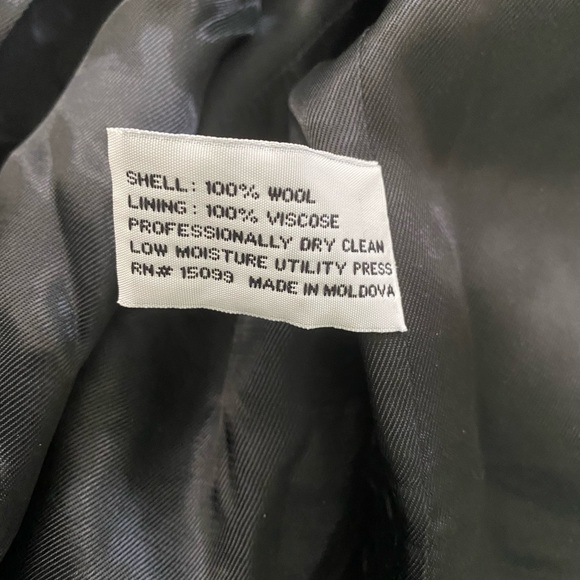 SHELL: 100% WOOL
LINING: 100% VISCOSE
PROFESSIONALLY DRY CLEAN
LOW MOISTURE UTILITY PRESS
RN# 15099 MADE IN MOLDOVA